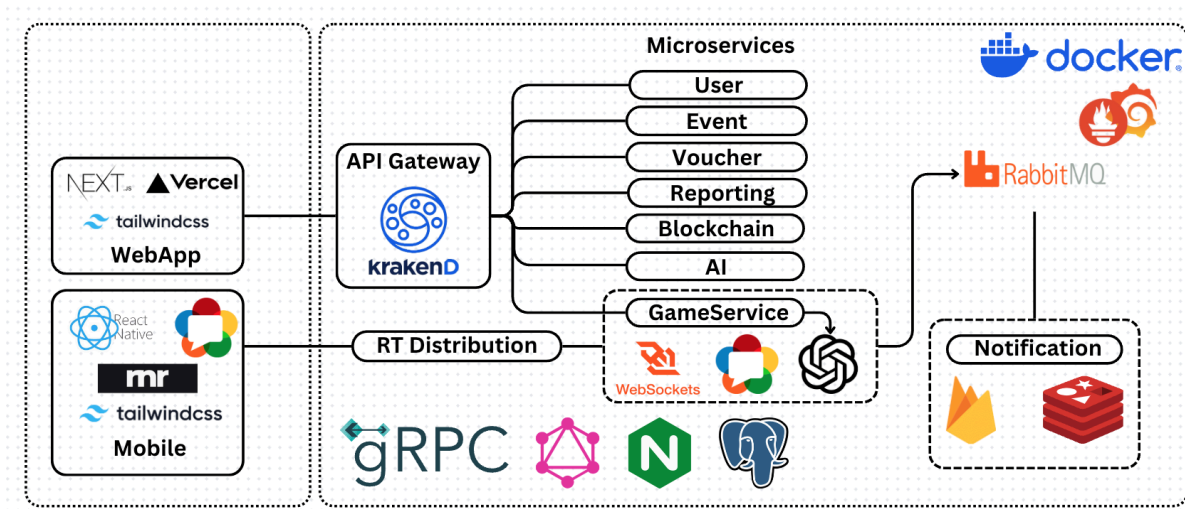 Microservices
docker
User
Event
API Gateway
NEXT.JS
Vercel
Voucher
RabbitMQ
Reporting
tailwindcss
Blockchain
WebApp
krakenD
AI
React
Native
GameService
RT Distribution
Notification
WebSockets
mr
tailwindcss
Mobile
gRPC
N